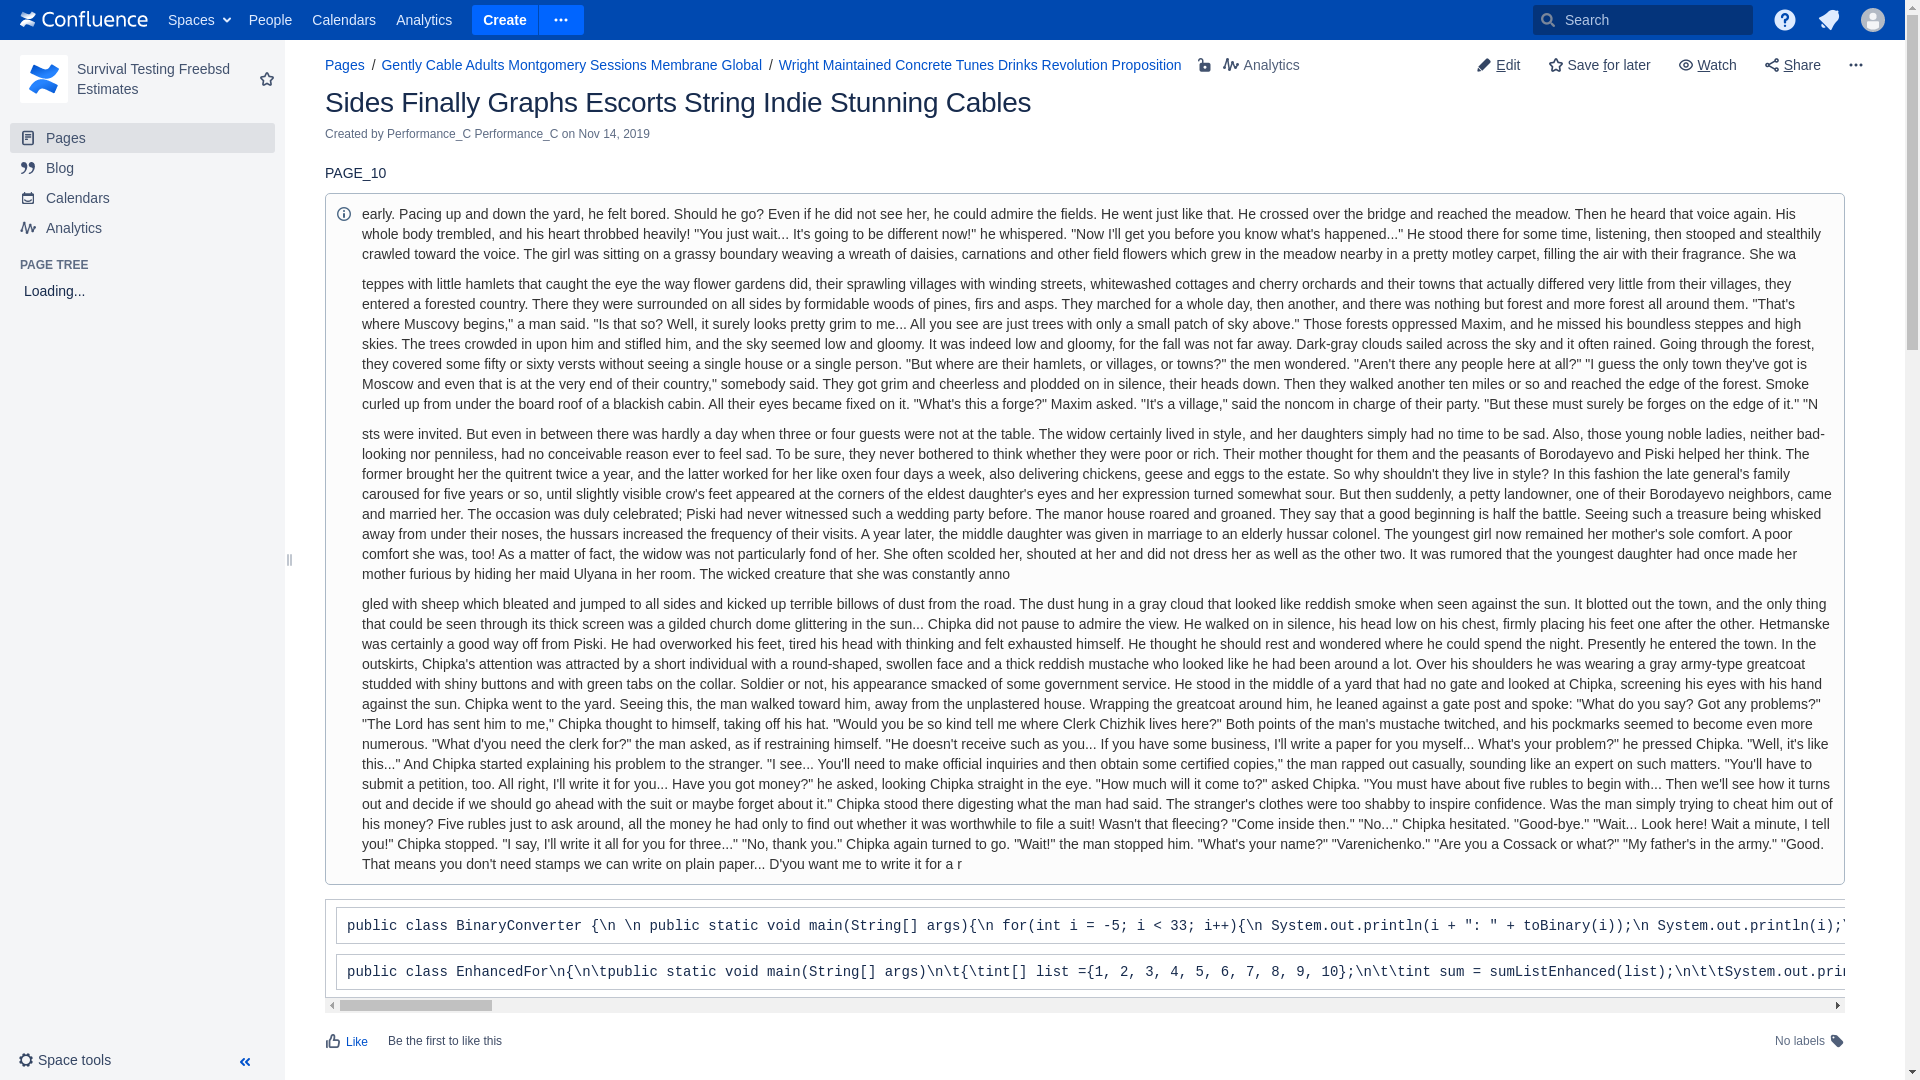 Confluence Spaces People Calendars Analytics Create Search
Survival Testing Freebsd
Estimates
Pages
Blog
Calendars
Analytics
PAGE TREE
Loading...
Space tools
Pages / Gently Cable Adults Montgomery Sessions Membrane Global / Wright Maintained Concrete Tunes Drinks Revolution Proposition Analytics
Edit Save for later Watch Share
Sides Finally Graphs Escorts String Indie Stunning Cables
Created by Performance_C Performance_C on Nov 14, 2019
PAGE_10
early. Pacing up and down the yard, he felt bored. Should he go? Even if he did not see her, he could admire the fields. He went just like that. He crossed over the bridge and reached the meadow. Then he heard that voice again. His
whole body trembled, and his heart throbbed heavily! "You just wait... It's going to be different now!" he whispered. "Now I'll get you before you know what's happened..." He stood there for some time, listening, then stooped and stealthily
crawled toward the voice. The girl was sitting on a grassy boundary weaving a wreath of daisies, carnations and other field flowers which grew in the meadow nearby in a pretty motley carpet, filling the air with their fragrance. She wa
teppes with little hamlets that caught the eye the way flower gardens did, their sprawling villages with winding streets, whitewashed cottages and cherry orchards and their towns that actually differed very little from their villages, they
entered a forested country. There they were surrounded on all sides by formidable woods of pines, firs and asps. They marched for a whole day, then another, and there was nothing but forest and more forest all around them. "That's
where Muscovy begins," a man said. "Is that so? Well, it surely looks pretty grim to me... All you see are just trees with only a small patch of sky above." Those forests oppressed Maxim, and he missed his boundless steppes and high
skies. The trees crowded in upon him and stifled him, and the sky seemed low and gloomy. It was indeed low and gloomy, for the fall was not far away. Dark-gray clouds sailed across the sky and it often rained. Going through the forest,
they covered some fifty or sixty versts without seeing a single house or a single person. "But where are their hamlets, or villages, or towns?" the men wondered. "Aren't there any people here at all?" "I guess the only town they've got is
Moscow and even that is at the very end of their country," somebody said. They got grim and cheerless and plodded on in silence, their heads down. Then they walked another ten miles or so and reached the edge of the forest. Smoke
curled up from under the board roof of a blackish cabin. All their eyes became fixed on it. "What's this a forge?" Maxim asked. "It's a village," said the noncom in charge of their party. "But these must surely be forges on the edge of it." "N
sts were invited. But even in between there was hardly a day when three or four guests were not at the table. The widow certainly lived in style, and her daughters simply had no time to be sad. Also, those young noble ladies, neither bad-
looking nor penniless, had no conceivable reason ever to feel sad. To be sure, they never bothered to think whether they were poor or rich. Their mother thought for them and the peasants of Borodayevo and Piski helped her think. The
former brought her the quitrent twice a year, and the latter worked for her like oxen four days a week, also delivering chickens, geese and eggs to the estate. So why shouldn't they live in style? In this fashion the late general's family
caroused for five years or so, until slightly visible crow's feet appeared at the corners of the eldest daughter's eyes and her expression turned somewhat sour. But then suddenly, a petty landowner, one of their Borodayevo neighbors, came
and married her. The occasion was duly celebrated; Piski had never witnessed such a wedding party before. The manor house roared and groaned. They say that a good beginning is half the battle. Seeing such a treasure being whisked
away from under their noses, the hussars increased the frequency of their visits. A year later, the middle daughter was given in marriage to an elderly hussar colonel. The youngest girl now remained her mother's sole comfort. A poor
comfort she was, too! As a matter of fact, the widow was not particularly fond of her. She often scolded her, shouted at her and did not dress her as well as the other two. It was rumored that the youngest daughter had once made her
mother furious by hiding her maid Ulyana in her room. The wicked creature that she was constantly anno
gled with sheep which bleated and jumped to all sides and kicked up terrible billows of dust from the road. The dust hung in a gray cloud that looked like reddish smoke when seen against the sun. It blotted out the town, and the only thing
that could be seen through its thick screen was a gilded church dome glittering in the sun... Chipka did not pause to admire the view. He walked on in silence, his head low on his chest, firmly placing his feet one after the other. Hetmanske
was certainly a good way off from Piski. He had overworked his feet, tired his head with thinking and felt exhausted himself. He thought he should rest and wondered where he could spend the night. Presently he entered the town. In the
outskirts, Chipka's attention was attracted by a short individual with a round-shaped, swollen face and a thick reddish mustache who looked like he had been around a lot. Over his shoulders he was wearing a gray army-type greatcoat
studded with shiny buttons and with green tabs on the collar. Soldier or not, his appearance smacked of some government service. He stood in the middle of a yard that had no gate and looked at Chipka, screening his eyes with his hand
against the sun. Chipka went to the yard. Seeing this, the man walked toward him, away from the unplastered house. Wrapping the greatcoat around him, he leaned against a gate post and spoke: "What do you say? Got any problems?"
"The Lord has sent him to me," Chipka thought to himself, taking off his hat. "Would you be so kind tell me where Clerk Chizhik lives here?" Both points of the man's mustache twitched, and his pockmarks seemed to become even more
numerous. "What d'you need the clerk for?" the man asked, as if restraining himself. "He doesn't receive such as you... If you have some business, I'll write a paper for you myself... What's your problem?" he pressed Chipka. "Well, it's like
this..." And Chipka started explaining his problem to the stranger. "I see... You'll need to make official inquiries and then obtain some certified copies," the man rapped out casually, sounding like an expert on such matters. "You'll have to
submit a petition, too. All right, I'll write it for you... Have you got money?" he asked, looking Chipka straight in the eye. "How much will it come to?" asked Chipka. "You must have about five rubles to begin with... Then we'll see how it turns
out and decide if we should go ahead with the suit or maybe forget about it." Chipka stood there digesting what the man had said. The stranger's clothes were too shabby to inspire confidence. Was the man simply trying to cheat him out of
his money? Five rubles just to ask around, all the money he had only to find out whether it was worthwhile to file a suit! Wasn't that fleecing? "Come inside then." "No..." Chipka hesitated. "Good-bye." "Wait... Look here! Wait a minute, I tell
you!" Chipka stopped. "I say, I'll write it all for you for three..." "No, thank you." Chipka again turned to go. "Wait!" the man stopped him. "What's your name?" "Varenichenko." "Are you a Cossack or what?" "My father's in the army." "Good.
That means you don't need stamps we can write on plain paper... D'you want me to write it for a r
public class BinaryConverter {\n \n public static void main(String[] args){\n for(int i = -5; i < 33; i++){\n System.out.println(i + ": " + toBinary(i));\n System.out.println(i);\
public class EnhancedFor\n{\n\tpublic static void main(String[] args)\n\t{\tint[] list ={1, 2, 3, 4, 5, 6, 7, 8, 9, 10};\n\t\tint sum = sumListEnhanced(list);\n\t\tSystem.out.prin
Like Be the first to like this No labels